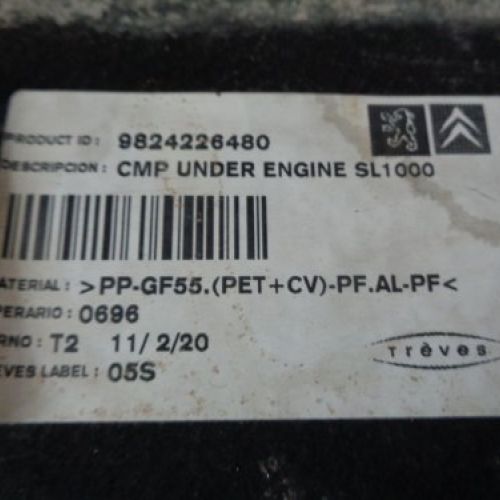 PRODUCT ID: 9824226480
DESCRIPCION: CMP UNDER ENGINE SL1000
MATERIAL: >PP-GF55.(PET+CV)-PF.AL-PF<
PERARIO: 0696
RNO: T2 11/2/20
EVES LABEL: 05S
Trèves